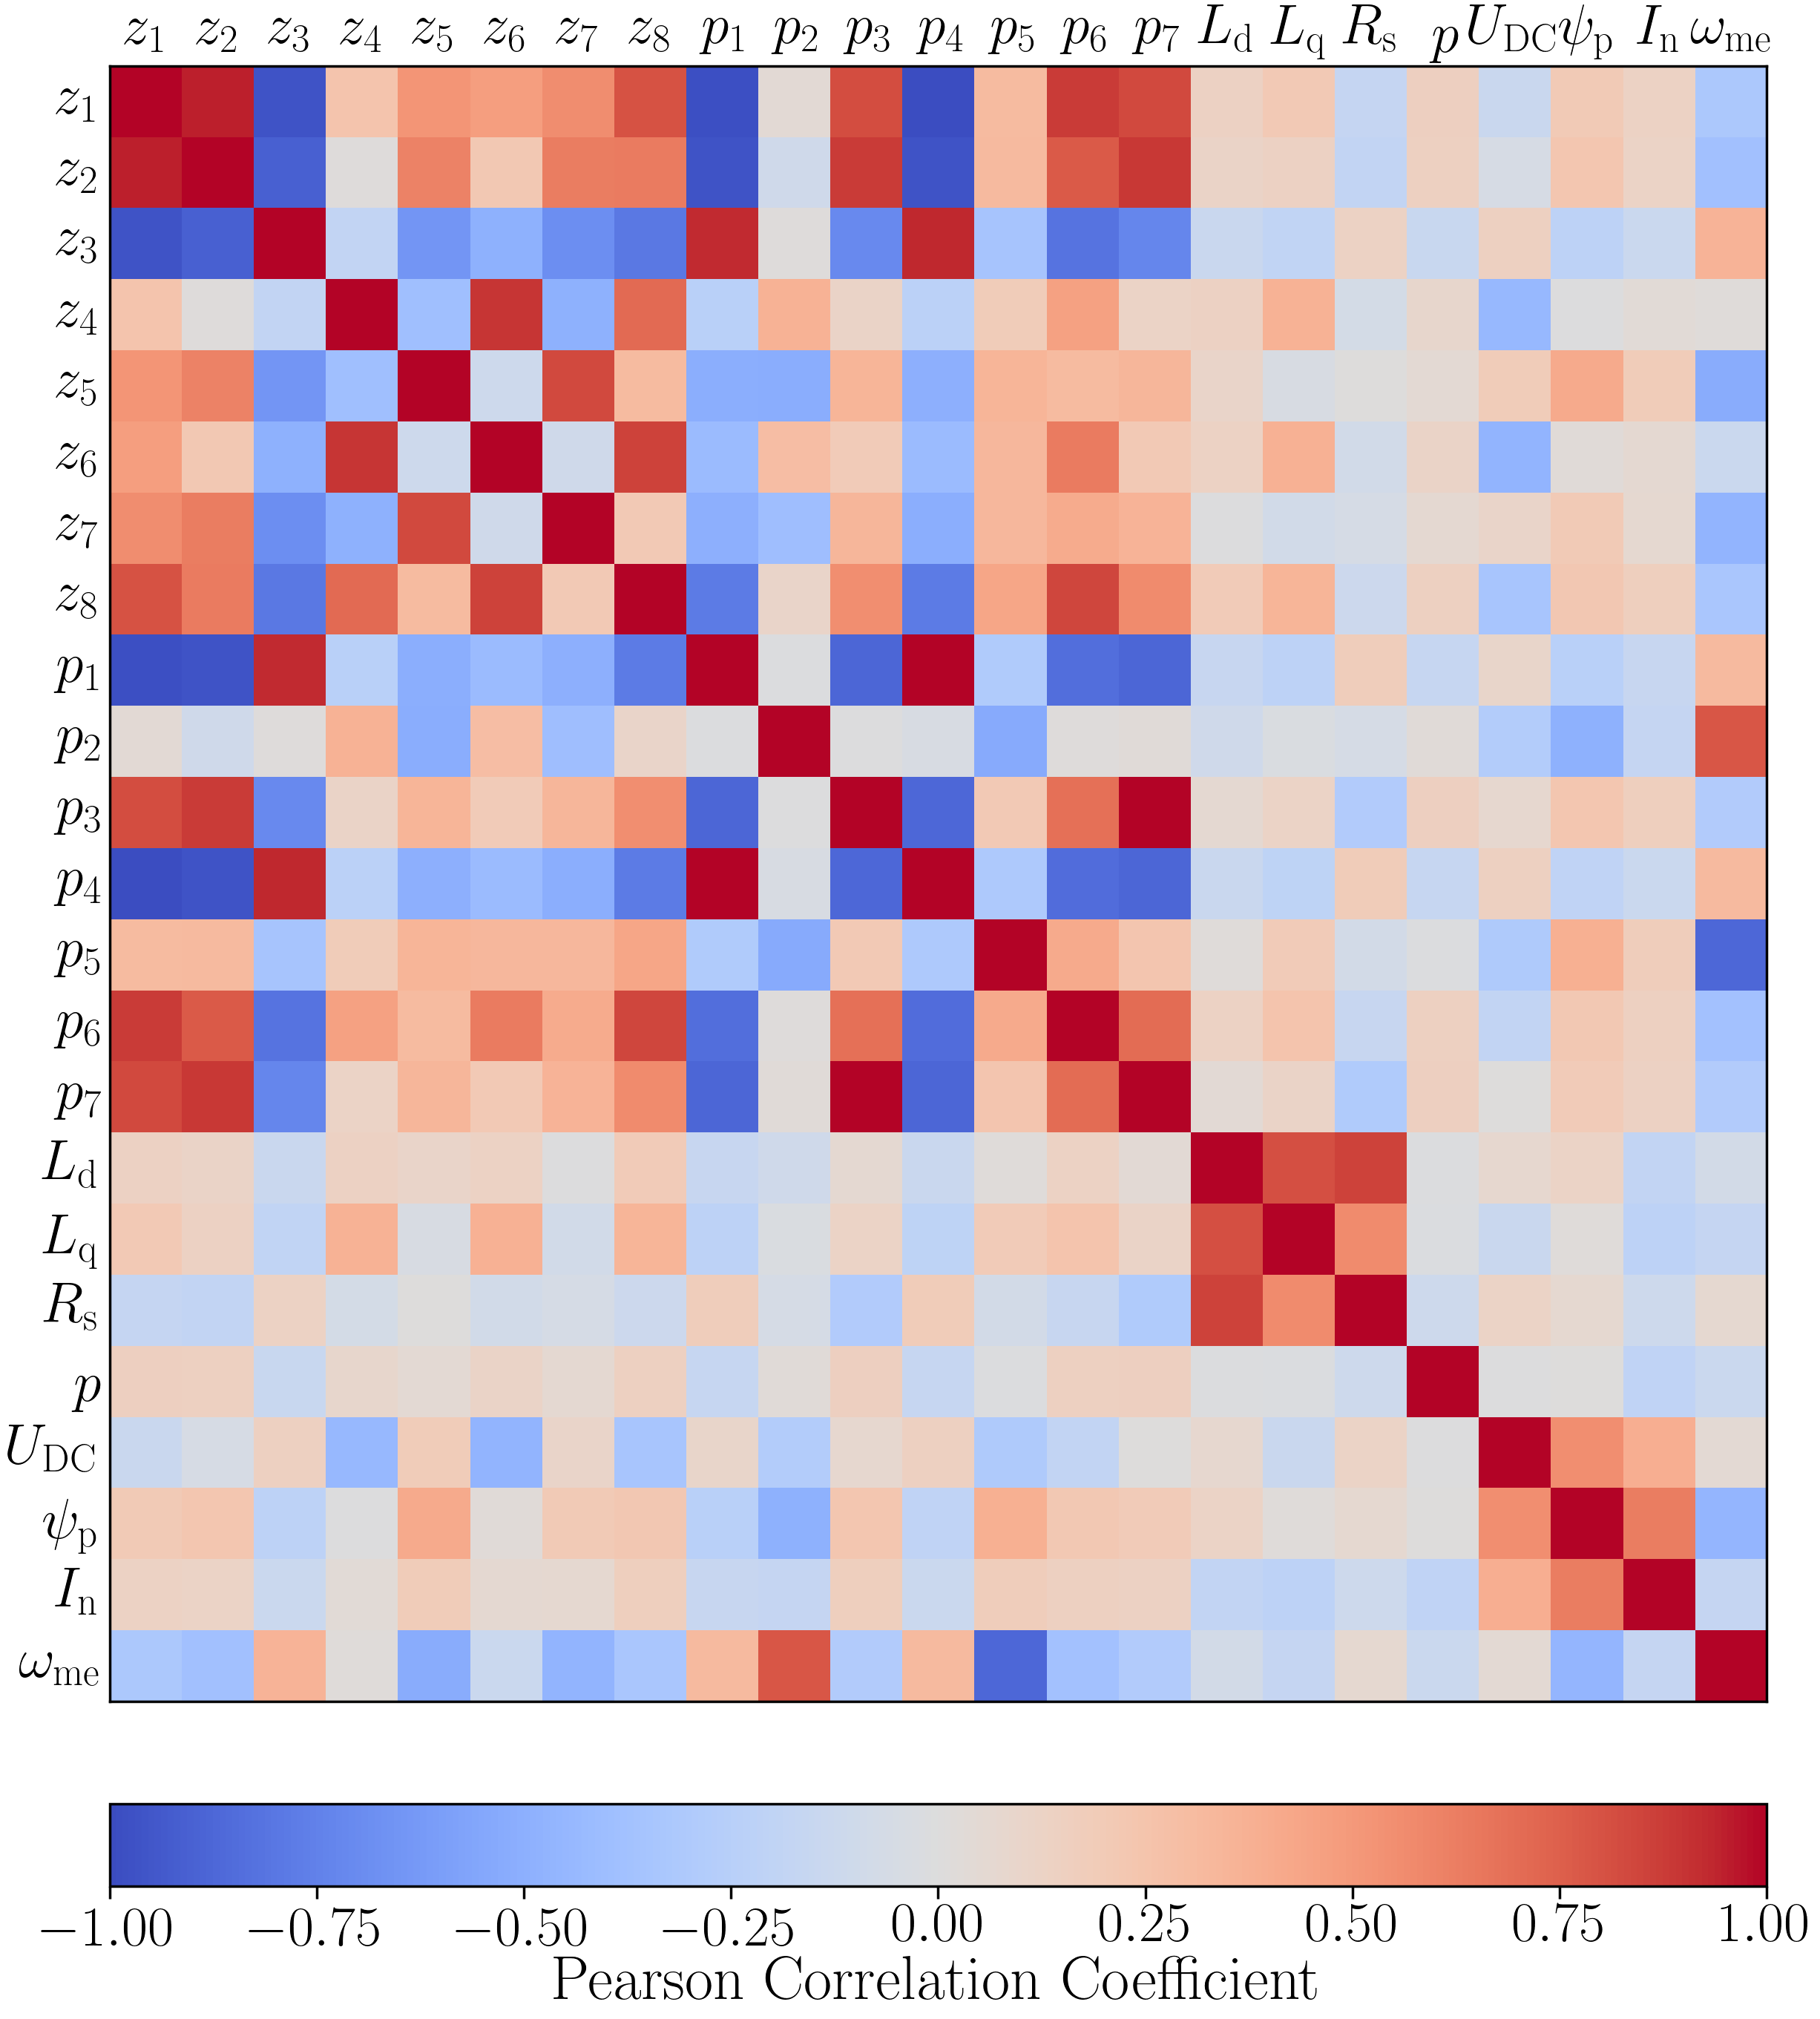 z₁ z₂ z₃ z₄ z₅ z₆ z₇ z₈ p₁ p₂ p₃ p₄ p₅ p₆ p₇ L_d L_q R_s p U_DC ψ_p I_n ω_me
z₁
z₂
z₃
z₄
z₅
z₆
z₇
z₈
p₁
p₂
p₃
p₄
p₅
p₆
p₇
L_d
L_q
R_s
p
U_DC
ψ_p
I_n
ω_me
−1.00 −0.75 −0.50 −0.25 0.00 0.25 0.50 0.75 1.00
Pearson Correlation Coefficient